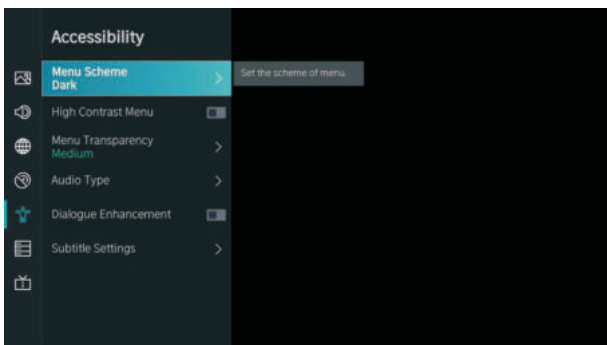 Accessibility
Menu Scheme
Dark
Set the scheme of menu.
High Contrast Menu
Menu Transparency
Medium
Audio Type
Dialogue Enhancement
Subtitle Settings